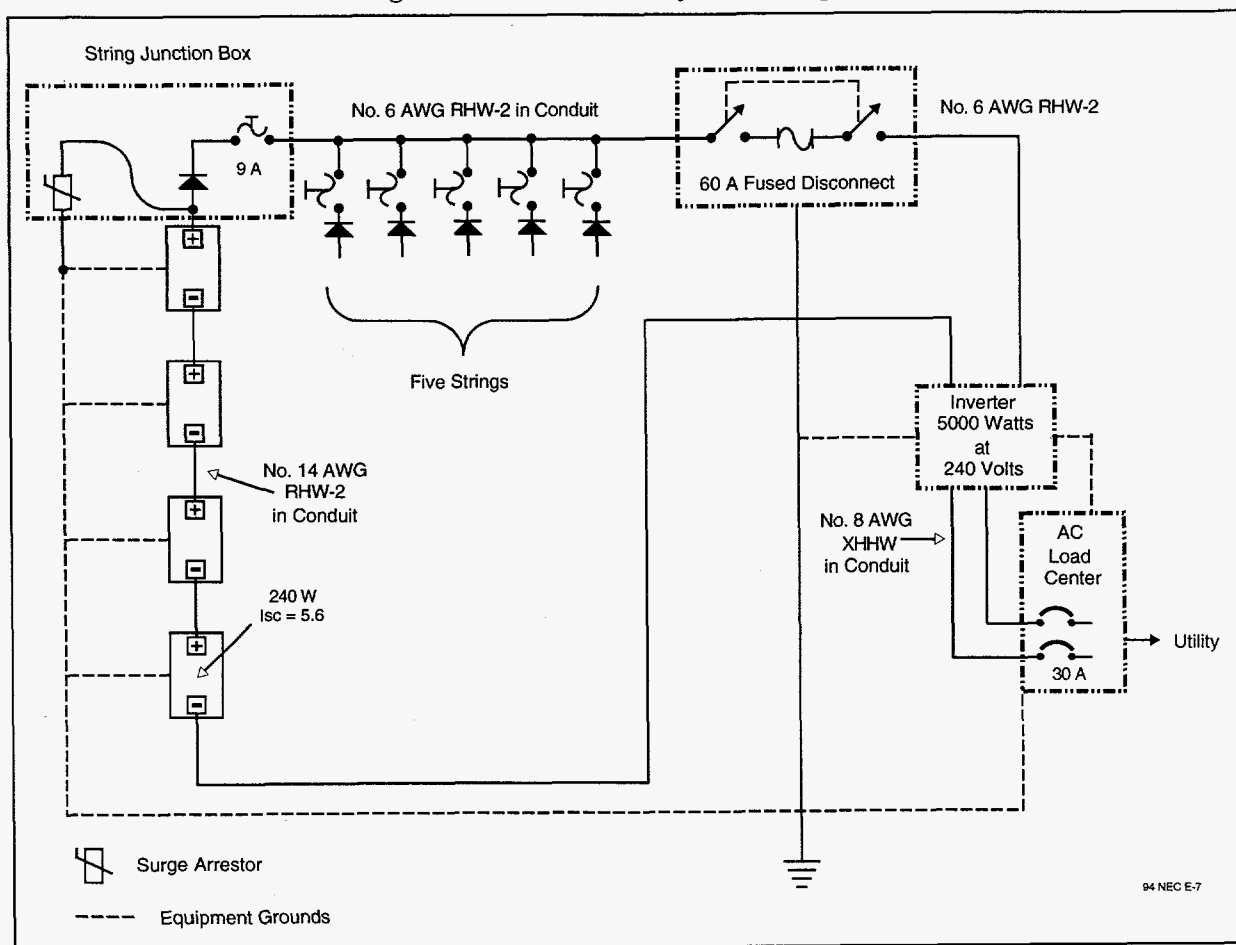 String Junction Box
No. 6 AWG RHW-2 in Conduit
No. 6 AWG RHW-2
9 A
60 A Fused Disconnect
+
-
+
-
+
-
+
-
Five Strings
No. 14 AWG
RHW-2
in Conduit
240 W
Isc = 5.6
Inverter
5000 Watts
at
240 Volts
No. 8 AWG
XHHW
in Conduit
AC
Load
Center
30 A
Utility
Surge Arrestor
Equipment Grounds
94 NEC E-7